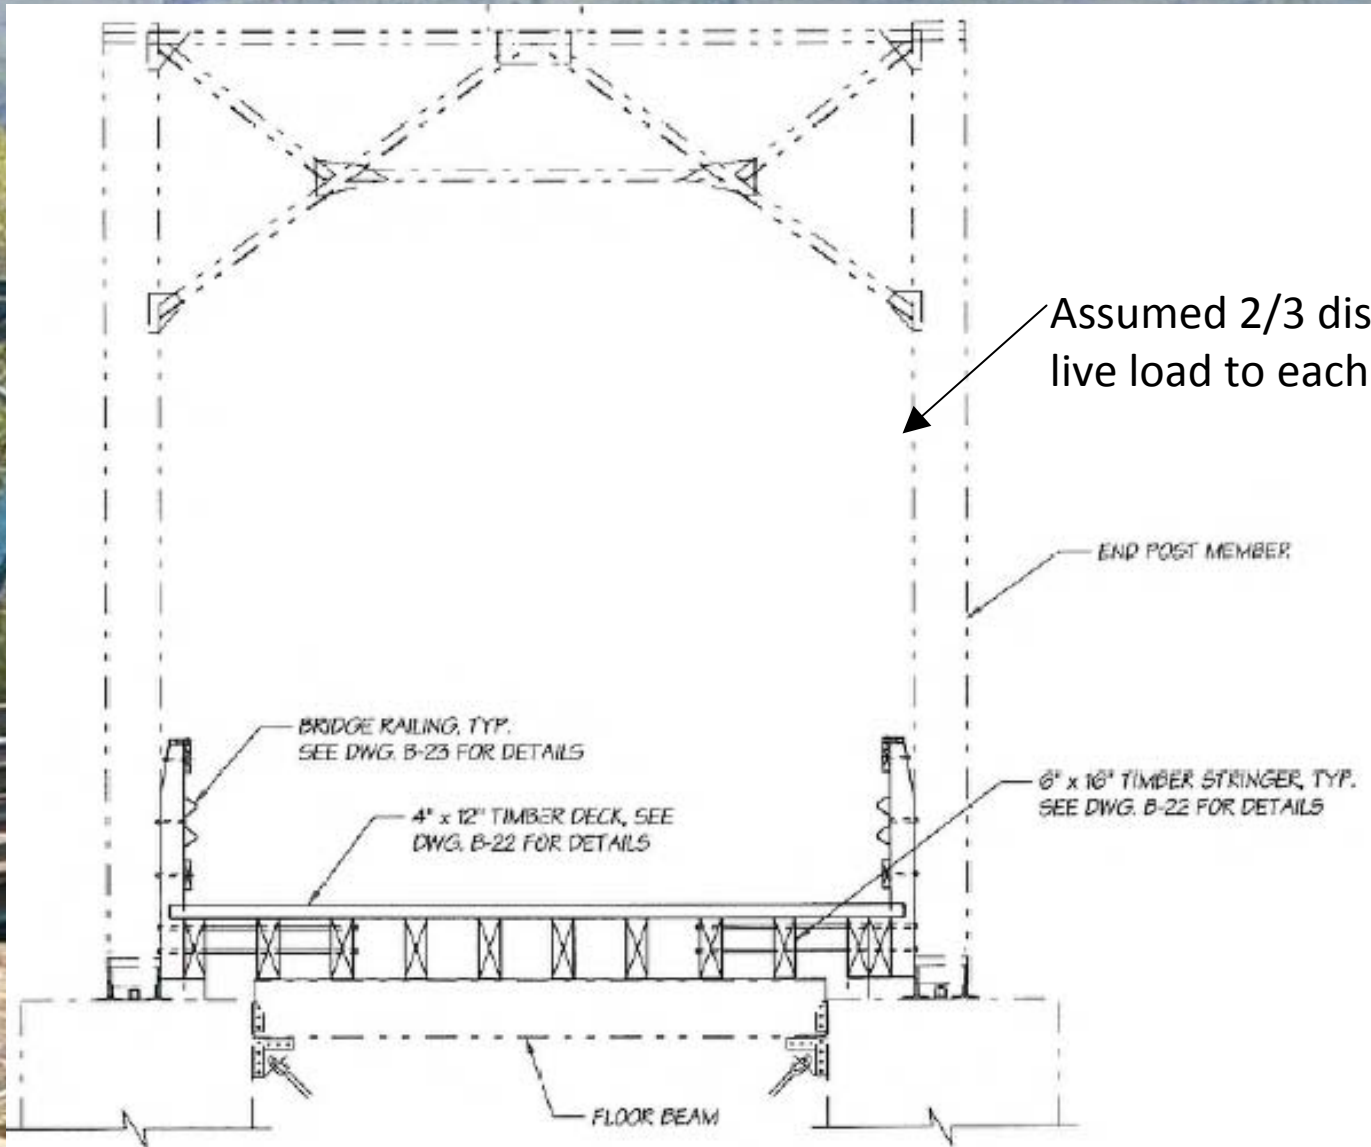 Assumed 2/3 dis
live load to each
END POST MEMBER
BRIDGE RAILING, TYP.
SEE DWG. B-23 FOR DETAILS
6" x 16" TIMBER STRINGER, TYP.
SEE DWG. B-22 FOR DETAILS
4" x 12" TIMBER DECK, SEE
DWG. B-22 FOR DETAILS
FLOOR BEAM